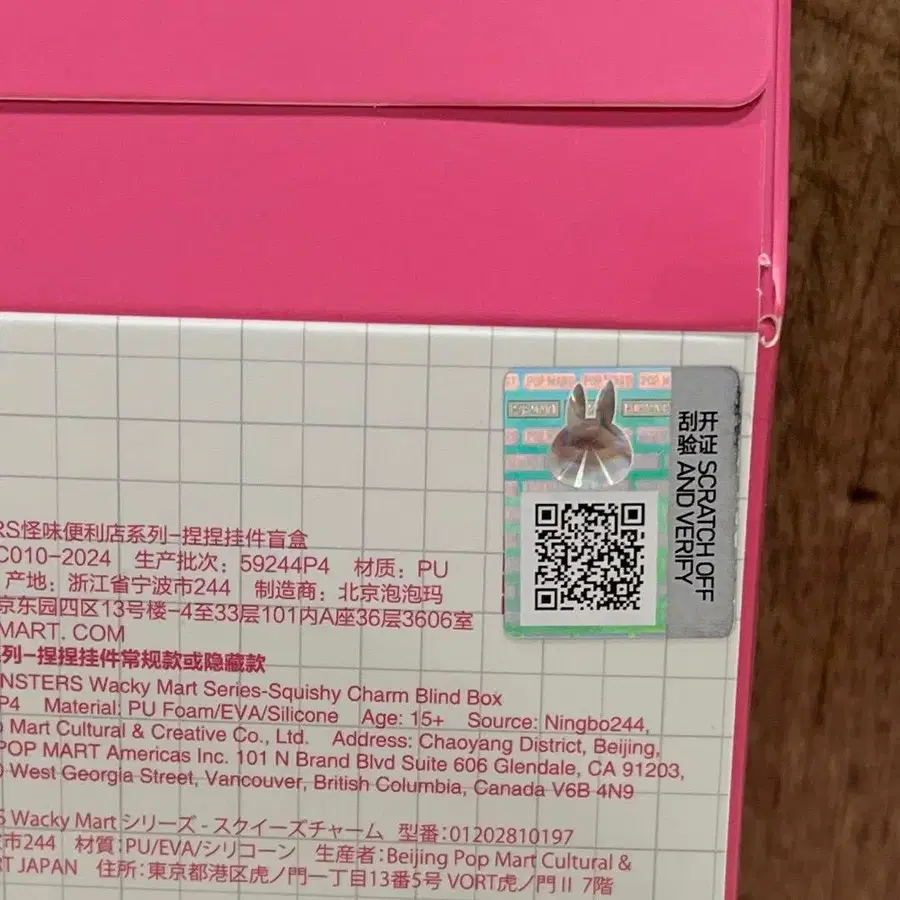 POP MART POP MART POP M
开证 SCRATCH OFF
刮验 AND VERIFY
RS怪味便利店系列-捏捏挂件盲盒
C010-2024 生产批次：59244P4 材质：PU
产地：浙江省宁波市244 制造商：北京泡泡玛
京东园四区13号楼-4至33层101内A座36层3606室
MART. COM
列-捏捏挂件常规款或隐藏款
NSTERS Wacky Mart Series-Squishy Charm Blind Box
P4 Material: PU Foam/EVA/Silicone Age: 15+ Source: Ningbo244,
Mart Cultural & Creative Co., Ltd. Address: Chaoyang District, Beijing,
POP MART Americas Inc. 101 N Brand Blvd Suite 606 Glendale, CA 91203,
0 West Georgia Street, Vancouver, British Columbia, Canada V6B 4N9
S Wacky Mart シリーズ - スクイーズチャーム 型番：01202810197
市244 材質：PU/EVA/シリコーン 生産者：Beijing Pop Mart Cultural &
RT JAPAN 住所：東京都港区虎ノ門一丁目13番5号 VORT虎ノ門Ⅱ 7階